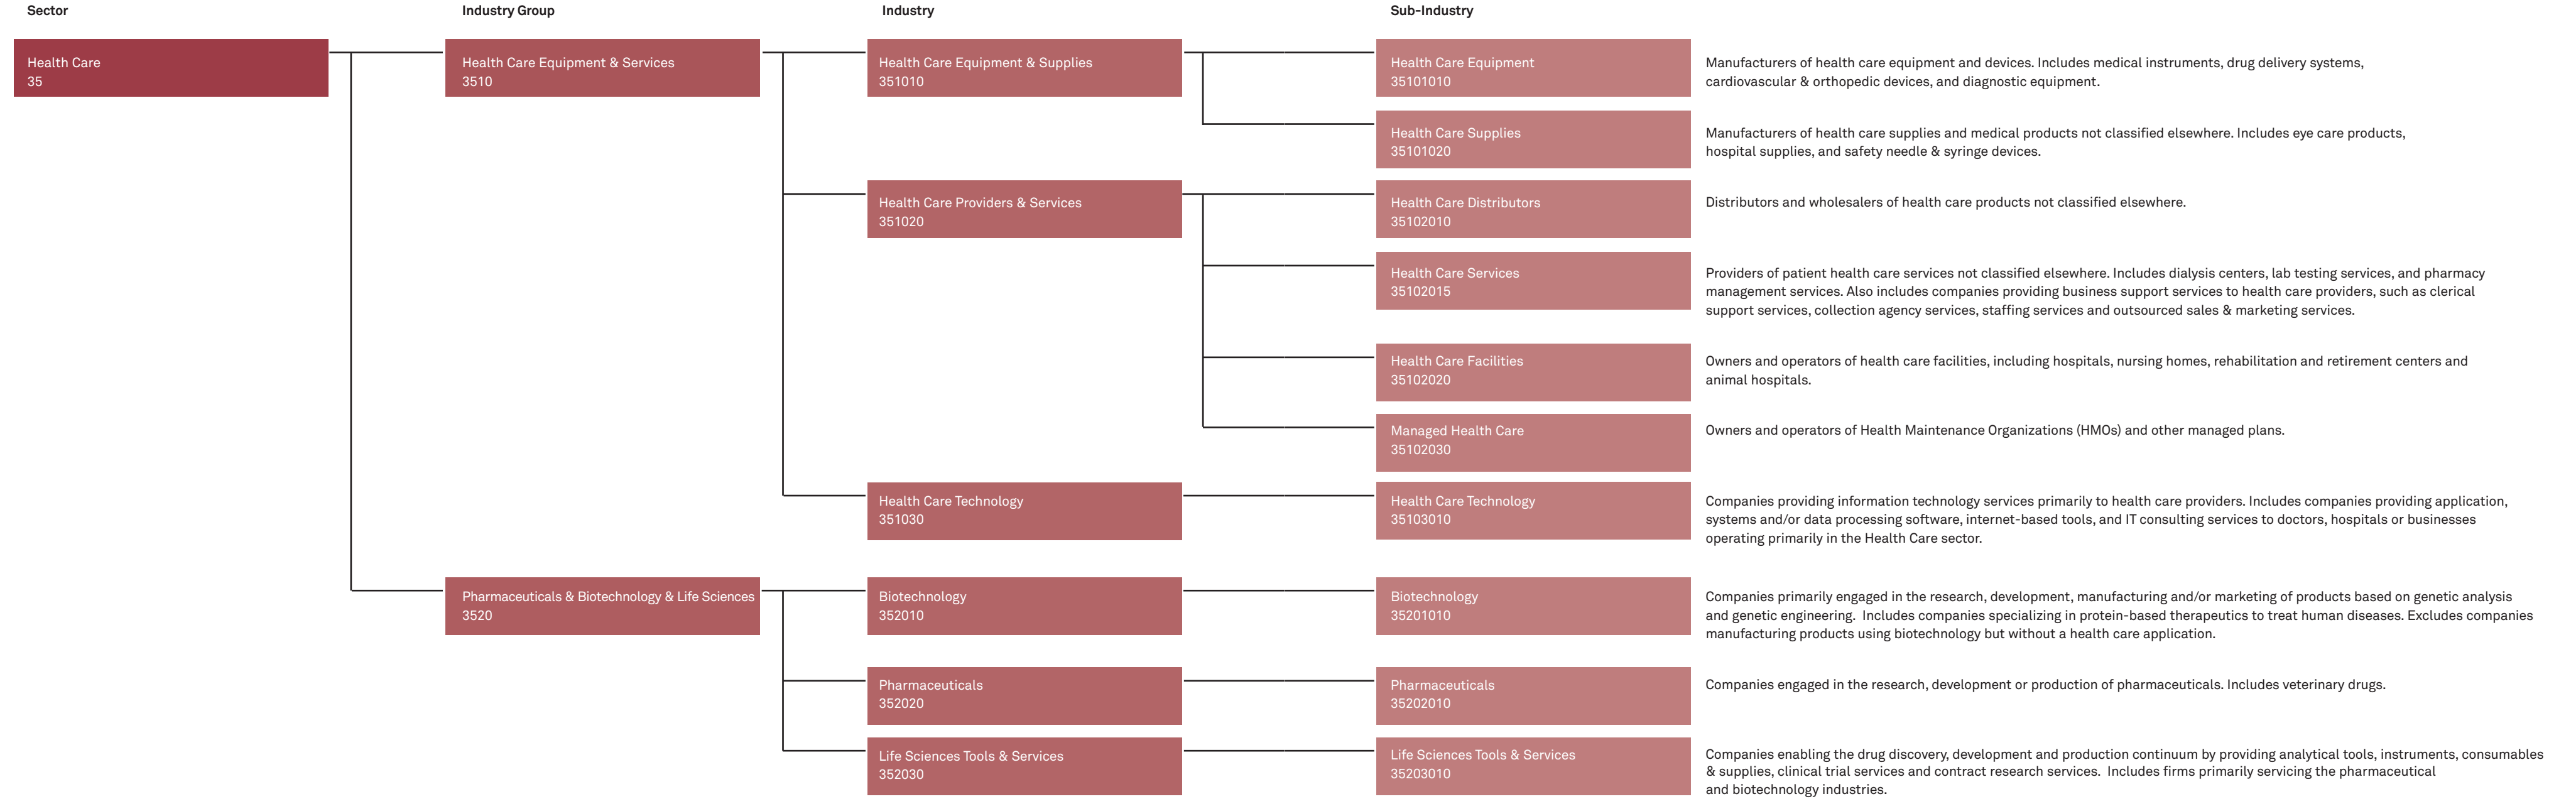 Sector
Industry Group
Industry
Sub-Industry
Health Care
35
Health Care Equipment & Services
3510
Health Care Equipment & Supplies
351010
Health Care Equipment
35101010
Manufacturers of health care equipment and devices. Includes medical instruments, drug delivery systems,
cardiovascular & orthopedic devices, and diagnostic equipment.
Health Care Supplies
35101020
Manufacturers of health care supplies and medical products not classified elsewhere. Includes eye care products,
hospital supplies, and safety needle & syringe devices.
Health Care Providers & Services
351020
Health Care Distributors
35102010
Distributors and wholesalers of health care products not classified elsewhere.
Health Care Services
35102015
Providers of patient health care services not classified elsewhere. Includes dialysis centers, lab testing services, and pharmacy
management services. Also includes companies providing business support services to health care providers, such as clerical
support services, collection agency services, staffing services and outsourced sales & marketing services.
Health Care Facilities
35102020
Owners and operators of health care facilities, including hospitals, nursing homes, rehabilitation and retirement centers and
animal hospitals.
Managed Health Care
35102030
Owners and operators of Health Maintenance Organizations (HMOs) and other managed plans.
Health Care Technology
351030
Health Care Technology
35103010
Companies providing information technology services primarily to health care providers. Includes companies providing application,
systems and/or data processing software, internet-based tools, and IT consulting services to doctors, hospitals or businesses
operating primarily in the Health Care sector.
Pharmaceuticals & Biotechnology & Life Sciences
3520
Biotechnology
352010
Biotechnology
35201010
Companies primarily engaged in the research, development, manufacturing and/or marketing of products based on genetic analysis
and genetic engineering. Includes companies specializing in protein-based therapeutics to treat human diseases. Excludes companies
manufacturing products using biotechnology but without a health care application.
Pharmaceuticals
352020
Pharmaceuticals
35202010
Companies engaged in the research, development or production of pharmaceuticals. Includes veterinary drugs.
Life Sciences Tools & Services
352030
Life Sciences Tools & Services
35203010
Companies enabling the drug discovery, development and production continuum by providing analytical tools, instruments, consumables
& supplies, clinical trial services and contract research services. Includes firms primarily servicing the pharmaceutical
and biotechnology industries.